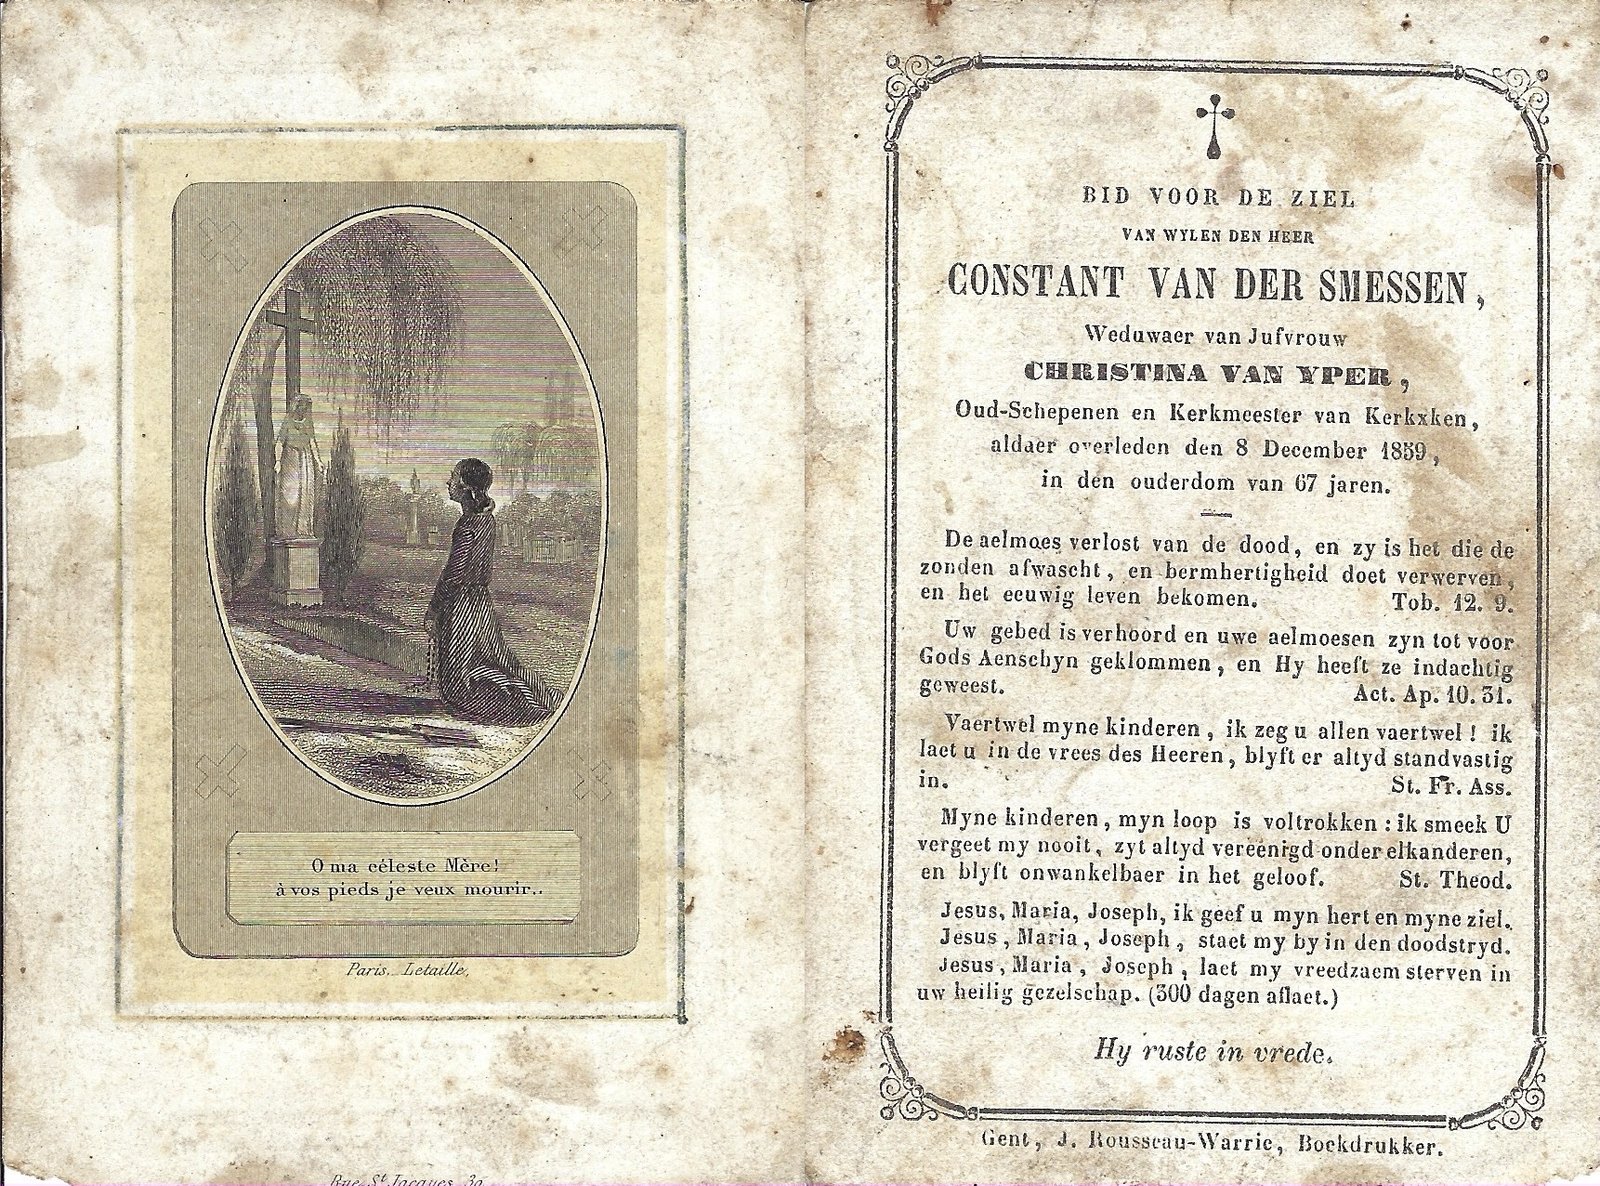 O ma céleste Mère!
à vos pieds je veux mourir..
Paris. Letaille,
Rue St Jacques, 30
BID VOOR DE ZIEL
VAN WYLEN DEN HEER
CONSTANT VAN DER SMESSEN,
Weduwaer van Jufvrouw
CHRISTINA VAN YPER,
Oud-Schepenen en Kerkmeester van Kerkxken,
aldaer overleden den 8 December 1859,
in den ouderdom van 67 jaren.
De aelmoes verlost van de dood, en zy is het die de
zonden afwascht, en bermhertigheid doet verwerven,
en het eeuwig leven bekomen. Tob. 12. 9.
Uw gebed is verhoord en uwe aelmoesen zyn tot voor
Gods Aenschyn geklommen, en Hy heeft ze indachtig
geweest. Act. Ap. 10. 31.
Vaertwel myne kinderen, ik zeg u allen vaertwel! ik
laet u in de vrees des Heeren, blyft er altyd standvastig
in. St. Fr. Ass.
Myne kinderen, myn loop is voltrokken: ik smeek U
vergeet my nooit, zyt altyd vereenigd onder elkanderen,
en blyft onwankelbaer in het geloof. St. Theod.
Jesus, Maria, Joseph, ik geef u myn hert en myne ziel.
Jesus, Maria, Joseph, staet my by in den doodstryd.
Jesus, Maria, Joseph, laet my vreedzaem sterven in
uw heilig gezelschap. (300 dagen aflaet.)
Hy ruste in vrede.
Gent, J. Rousseau-Warrie, Boekdrukker.